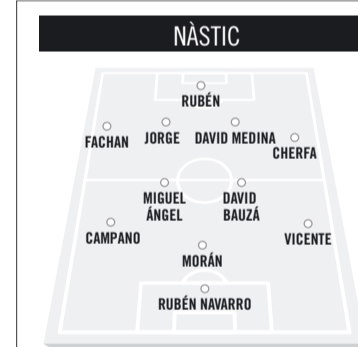 NÀSTIC
RUBÉN
FACHAN
JORGE
DAVID MEDINA
CHERFA
MIGUEL
ÁNGEL
DAVID
BAUZÁ
CAMPANO
VICENTE
MORÁN
RUBÉN NAVARRO